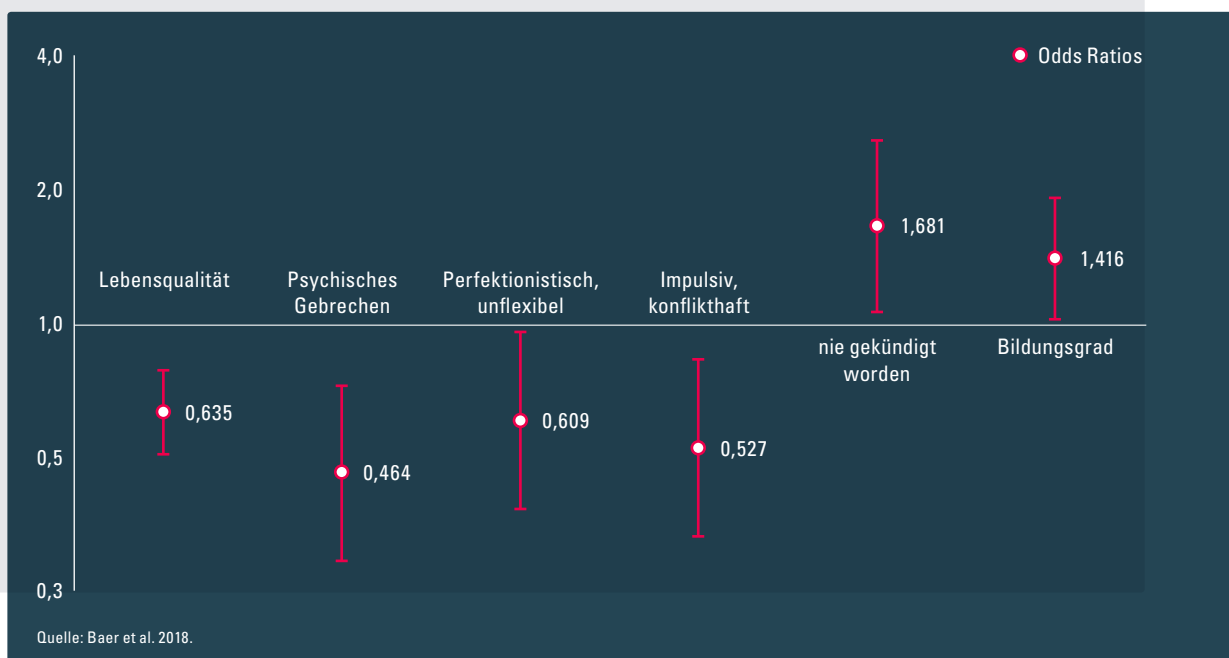 4,0
Odds Ratios
2,0
1,681
1,416
Lebensqualität
Psychisches
Gebrechen
Perfektionistisch,
unflexibel
Impulsiv,
konflikthaft
1,0
nie gekündigt
worden
Bildungsgrad
0,635
0,464
0,609
0,527
0,5
0,3
Quelle: Baer et al. 2018.